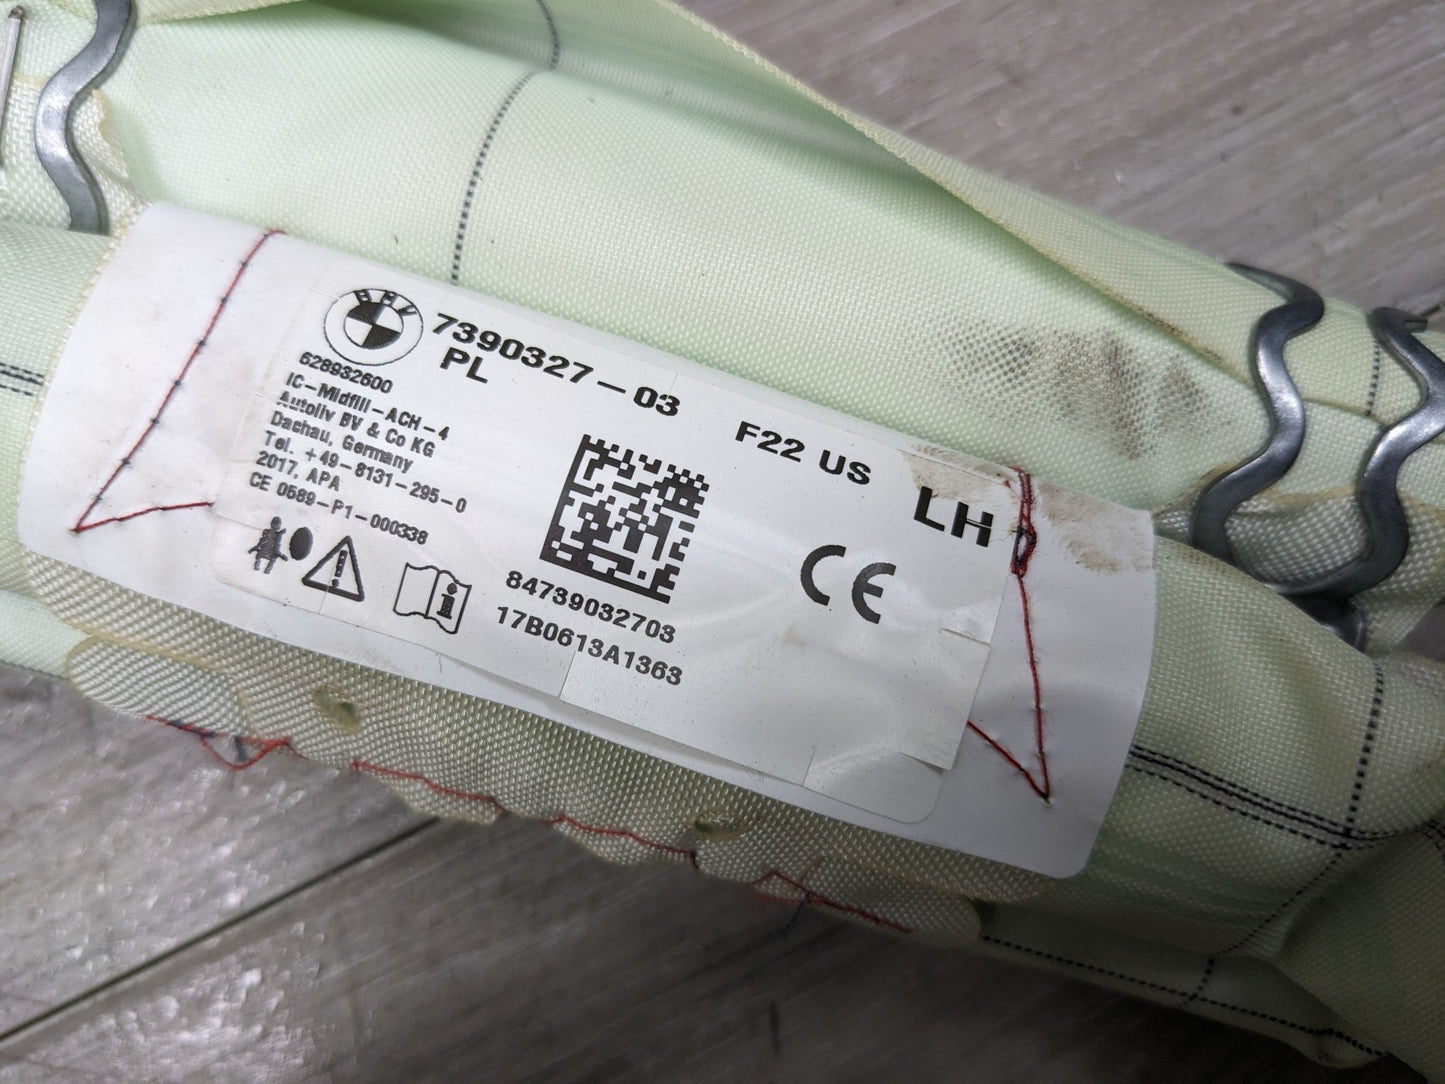 7390327-03
PL
F22 US
LH
628932600
IC-Midfill-ACH-4
Autoliv BV & Co KG
Dachau, Germany
Tel. +49-8131-295-0
2017, APA
CE 0589-P1-000338
84739032703
17B0613A1363
CE